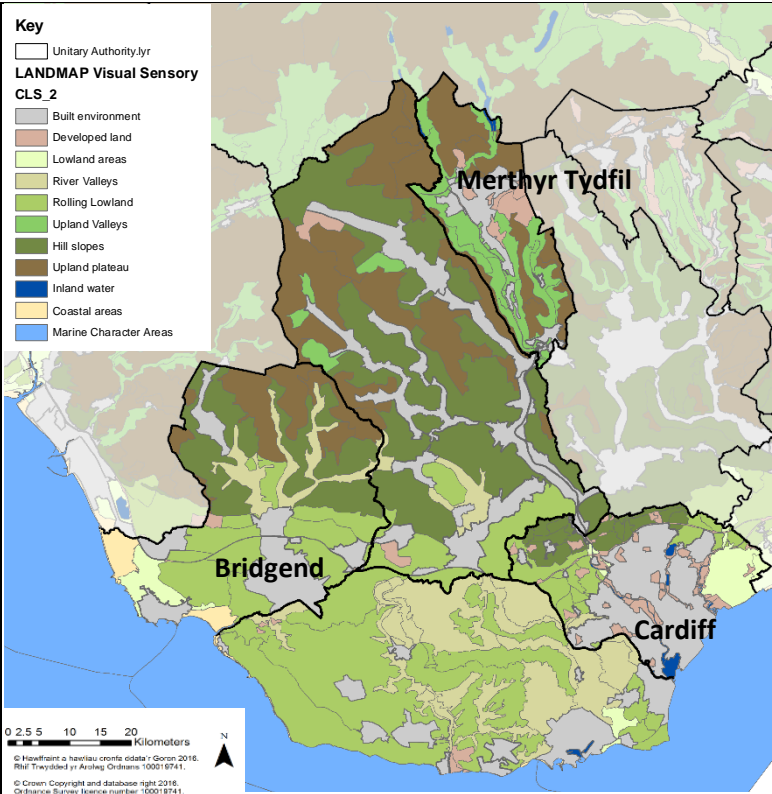 Key
Unitary Authority.lyr
LANDMAP Visual Sensory
CLS_2
Built environment
Developed land
Lowland areas
River Valleys
Rolling Lowland
Upland Valleys
Hill slopes
Upland plateau
Inland water
Coastal areas
Marine Character Areas
Merthyr Tydfil
Bridgend
Cardiff
0 2.5 5 10 15 20
Kilometers
N
© Hawlfraint a hawliau cronfa ddata'r Goron 2016.
Rhif Trwydded yr Arolwg Ordnans 100019741.
© Crown Copyright and database right 2016.
Ordnance Survey licence number 100019741.